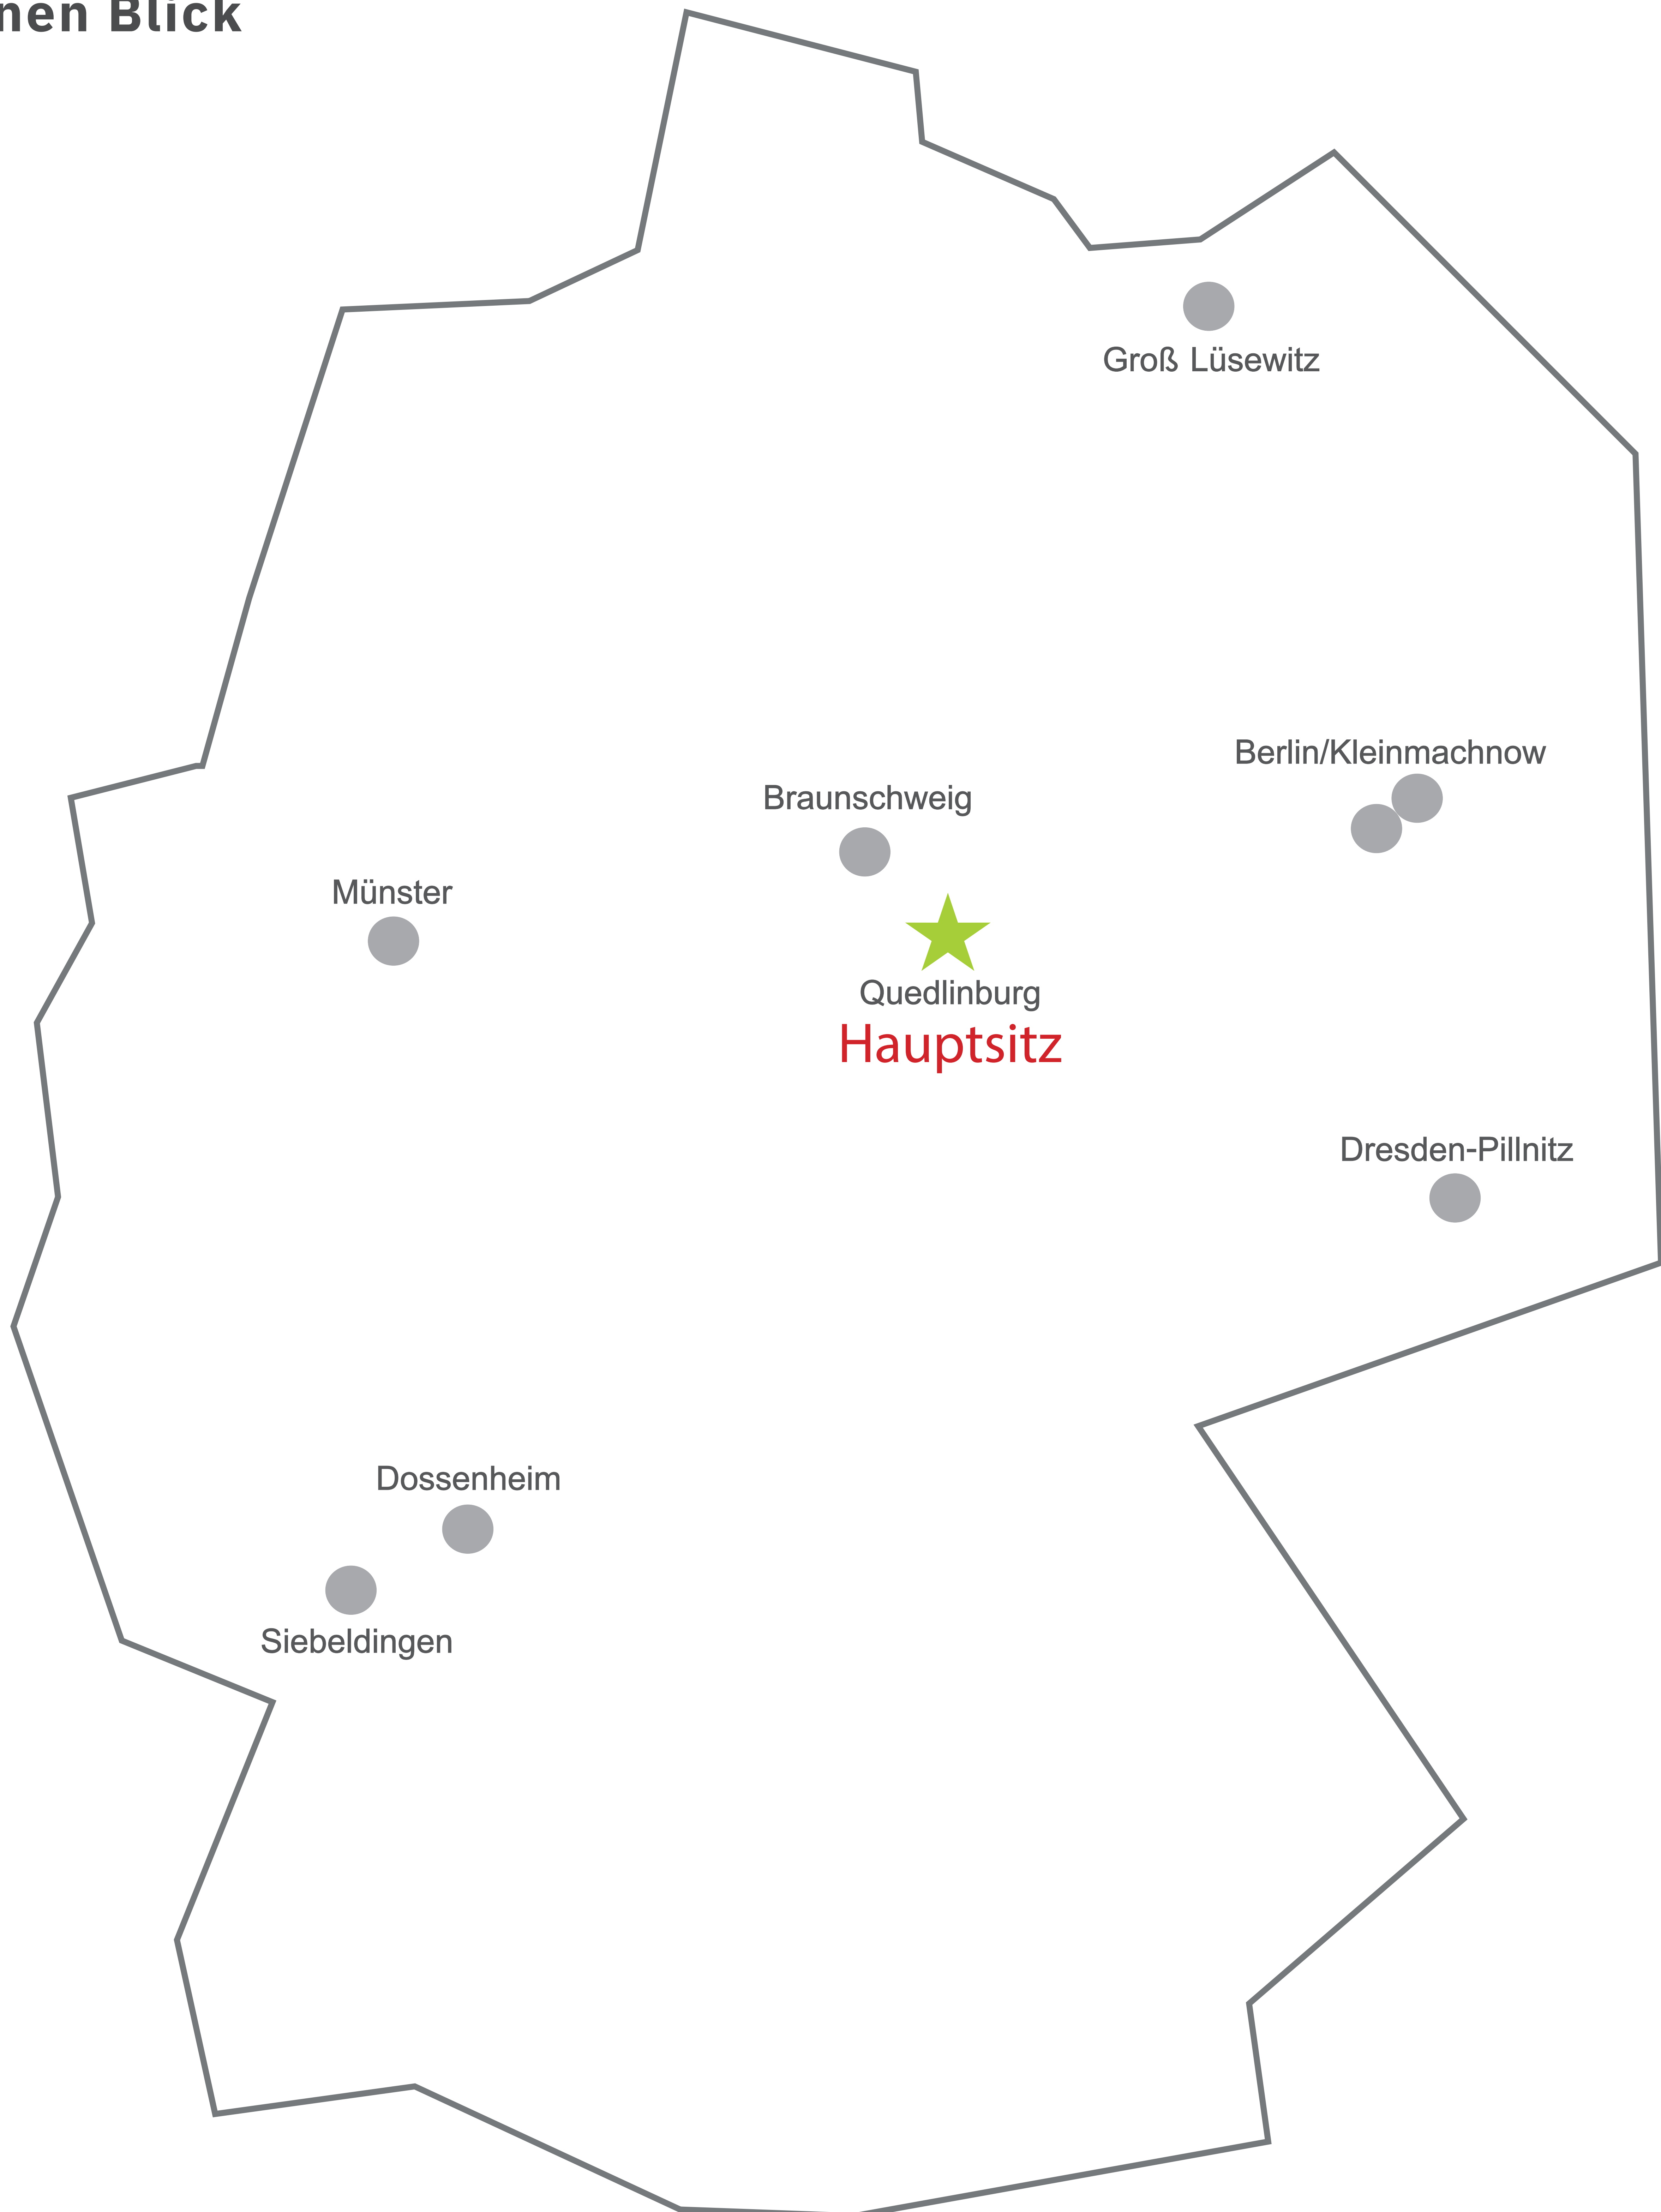 nen Blick
Groß Lüsewitz
Berlin/Kleinmachnow
Braunschweig
Münster
Quedlinburg
Hauptsitz
Dresden-Pillnitz
Dossenheim
Siebeldingen